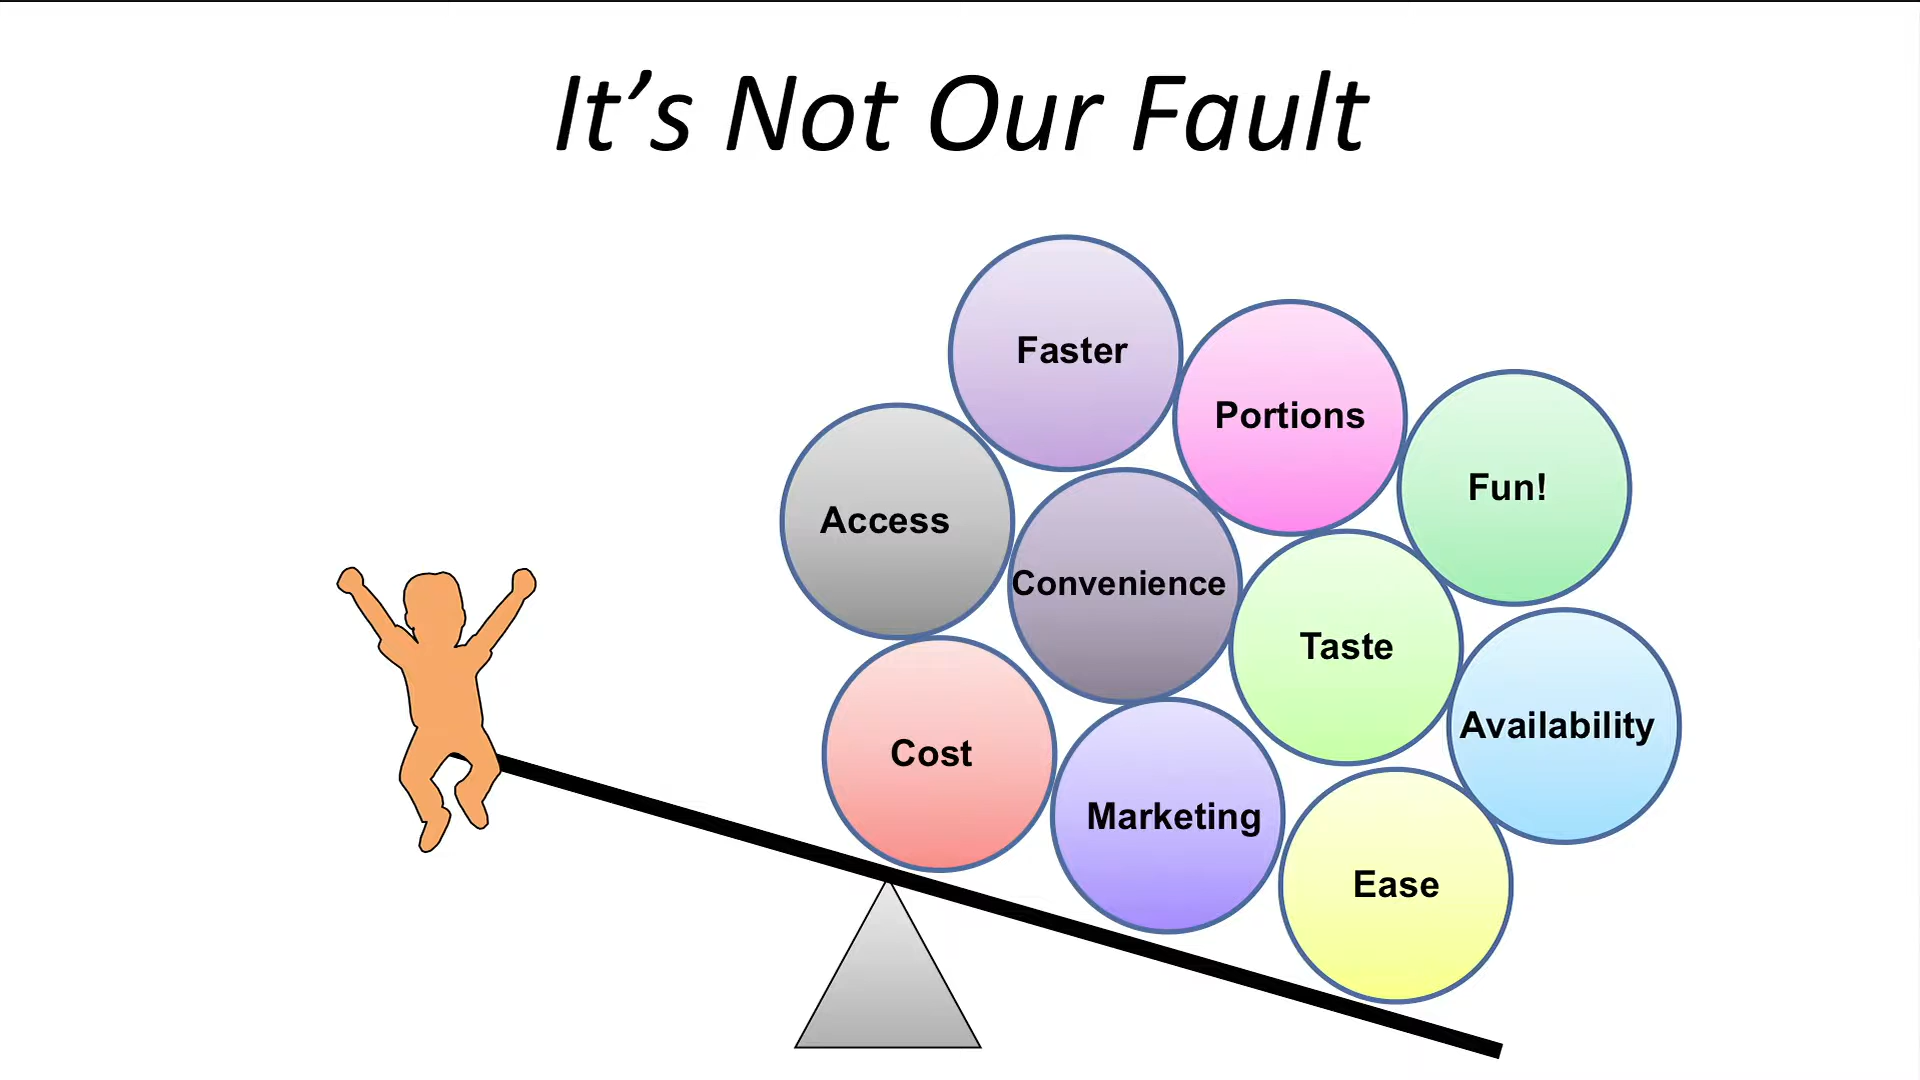 It's Not Our Fault
Faster
Portions
Fun!
Access
Convenience
Taste
Availability
Cost
Marketing
Ease